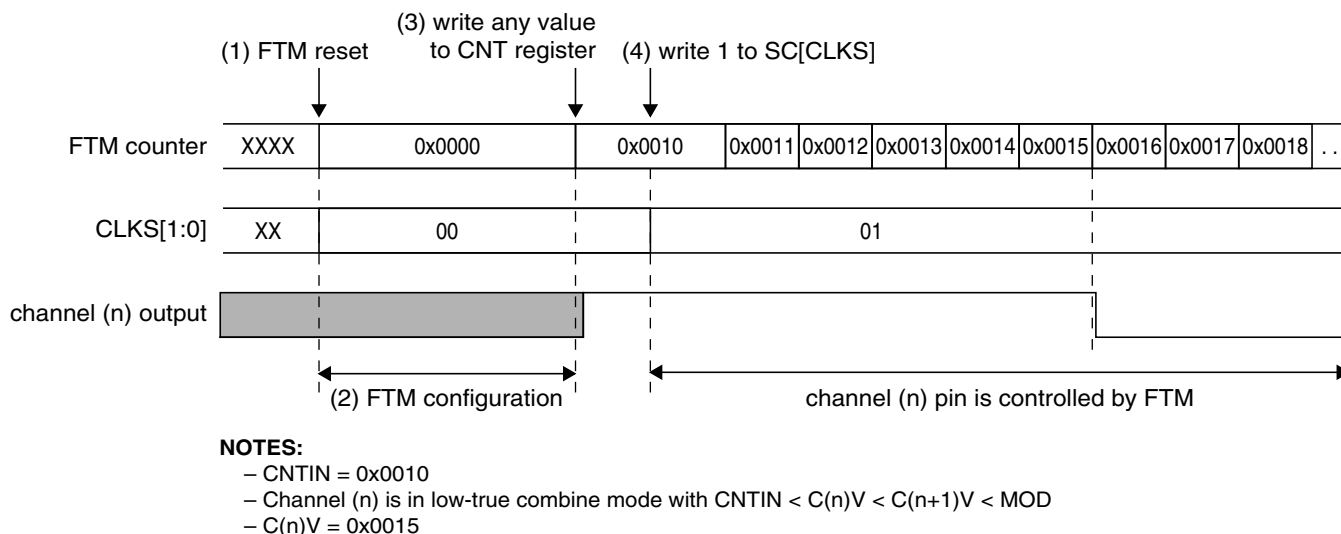 (3) write any value
(1) FTM reset to CNT register (4) write 1 to SC[CLKS]
FTM counter XXXX 0x0000 0x0010 0x0011 0x0012 0x0013 0x0014 0x0015 0x0016 0x0017 0x0018 . .
CLKS[1:0] XX 00 01
channel (n) output
(2) FTM configuration channel (n) pin is controlled by FTM
NOTES:
– CNTIN = 0x0010
– Channel (n) is in low-true combine mode with CNTIN < C(n)V < C(n+1)V < MOD
– C(n)V = 0x0015